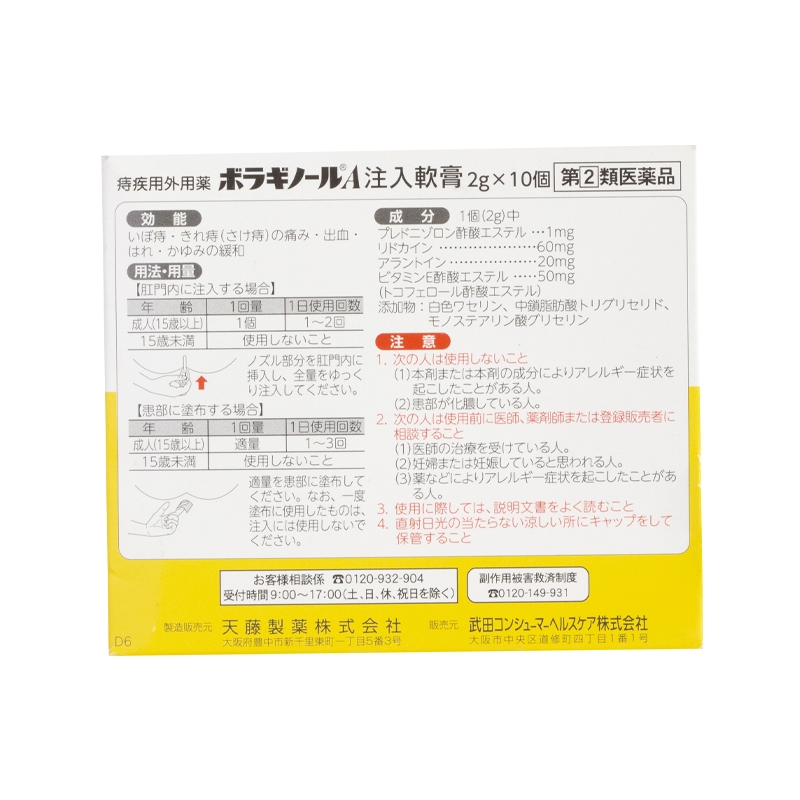 痔疾用外用薬 ボラギノール®A注入軟膏 2g×10個 第②類医薬品
効能
いぼ痔・きれ痔(さけ痔)の痛み・出血・
はれ・かゆみの緩和
用法・用量
【肛門内に注入する場合】
年齢 1回量 1日使用回数
成人(15歳以上) 1個 1～2回
15歳未満 使用しないこと
ノズル部分を肛門内に
挿入し、全量をゆっく
り注入してください。
【患部に塗布する場合】
年齢 1回量 1日使用回数
成人(15歳以上) 適量 1～3回
15歳未満 使用しないこと
適量を患部に塗布して
ください。なお、一度
塗布に使用したものは、
注入には使用しないで
ください。
成分 1個(2g)中
プレドニゾロン酢酸エステル…1mg
リドカイン…………………60mg
アラントイン………………20mg
ビタミンE酢酸エステル……50mg
(トコフェロール酢酸エステル)
添加物：白色ワセリン、中鎖脂肪酸トリグリセリド、
モノステアリン酸グリセリン
注意
1. 次の人は使用しないこと
(1)本剤または本剤の成分によりアレルギー症状を
起こしたことがある人。
(2)患部が化膿している人。
2. 次の人は使用前に医師、薬剤師または登録販売者に
相談すること
(1)医師の治療を受けている人。
(2)妊婦または妊娠していると思われる人。
(3)薬などによりアレルギー症状を起こしたことがあ
る人。
3. 使用に際しては、説明文書をよく読むこと
4. 直射日光の当たらない涼しい所にキャップをして
保管すること
お客様相談係 ☎0120-932-904
受付時間9:00～17:00(土、日、休、祝日を除く)
副作用被害救済制度
☎0120-149-931
製造販売元 天藤製薬株式会社
大阪府豊中市新千里東町一丁目5番3号
販売元 武田コンシューマーヘルスケア株式会社
大阪市中央区道修町四丁目1番1号
D6